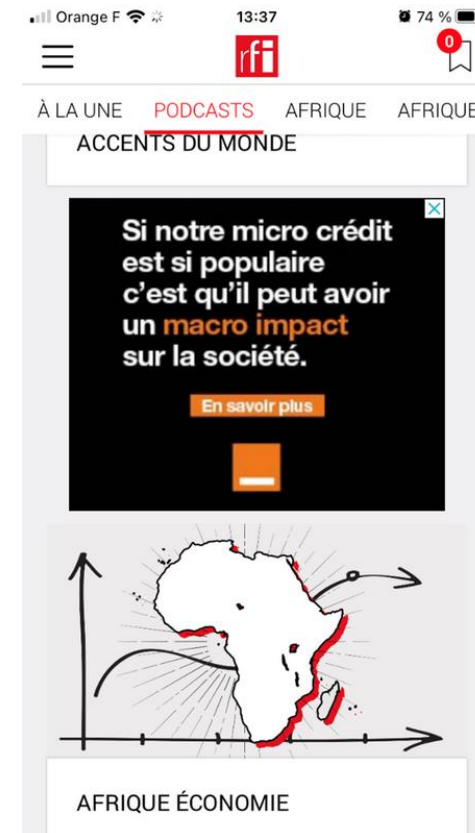 Orange F 13:37 74 %
rfi
0
À LA UNE PODCASTS AFRIQUE AFRIQUE
ACCENTS DU MONDE
Si notre micro crédit
est si populaire
c'est qu'il peut avoir
un macro impact
sur la société.
En savoir plus
AFRIQUE ÉCONOMIE